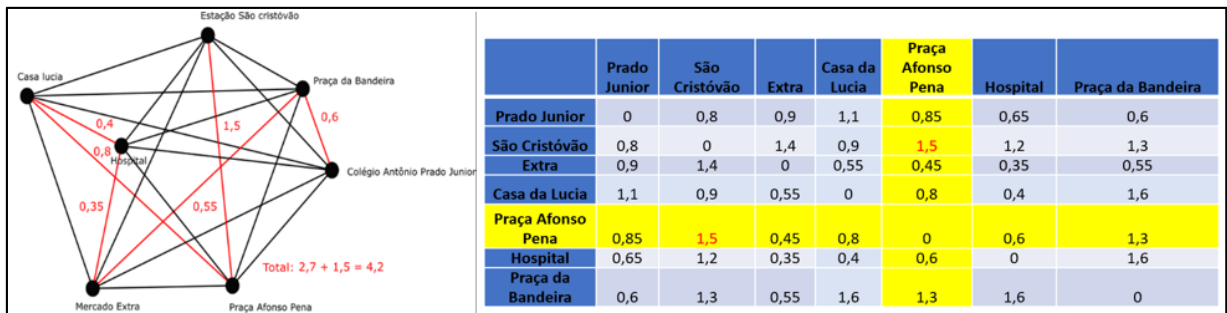 Estação São cristóvão
Casa lucia
Praça da Bandeira
0,4
1,5
0,6
0,8
Hospital
Colégio Antônio Prado Junior
0,35
0,55
Total: 2,7 + 1,5 = 4,2
Mercado Extra
Praça Afonso Pena
Prado Junior São Cristóvão Extra Casa da Lucia Praça Afonso Pena Hospital Praça da Bandeira
Prado Junior 0 0,8 0,9 1,1 0,85 0,65 0,6
São Cristóvão 0,8 0 1,4 0,9 1,5 1,2 1,3
Extra 0,9 1,4 0 0,55 0,45 0,35 0,55
Casa da Lucia 1,1 0,9 0,55 0 0,8 0,4 1,6
Praça Afonso Pena 0,85 1,5 0,45 0,8 0 0,6 1,3
Hospital 0,65 1,2 0,35 0,4 0,6 0 1,6
Praça da Bandeira 0,6 1,3 0,55 1,6 1,3 1,6 0